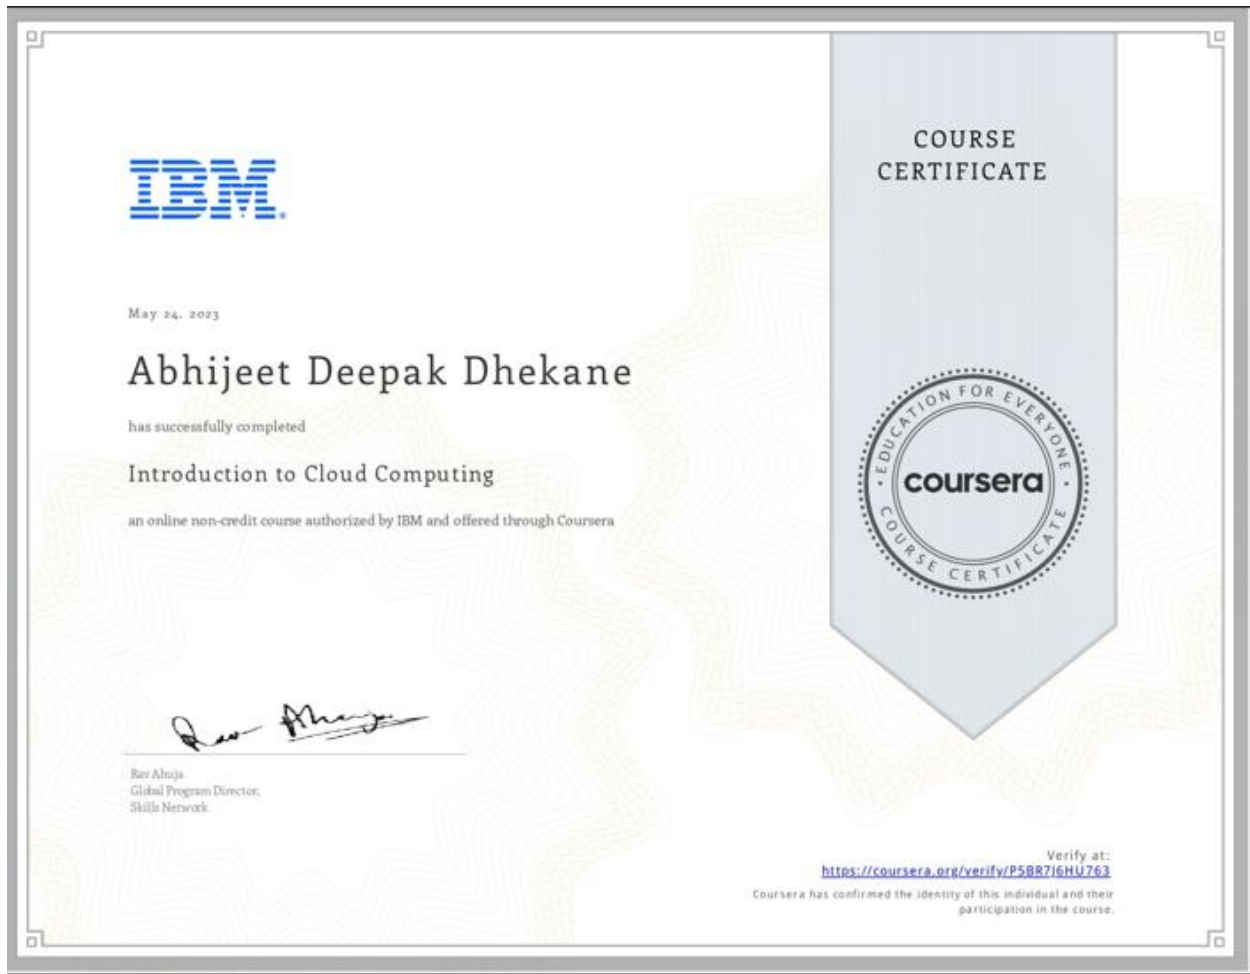 IBM
COURSE
CERTIFICATE
May 24, 2023
Abhijeet Deepak Dhekane
has successfully completed
Introduction to Cloud Computing
an online non-credit course authorized by IBM and offered through Coursera
EDUCATION FOR EVERYONE
coursera
COURSE CERTIFICATE
Rav Ahuja
Rav Ahuja
Global Program Director,
Skills Network
Verify at:
https://coursera.org/verify/P5BR7J6HU763
Coursera has confirmed the identity of this individual and their
participation in the course.